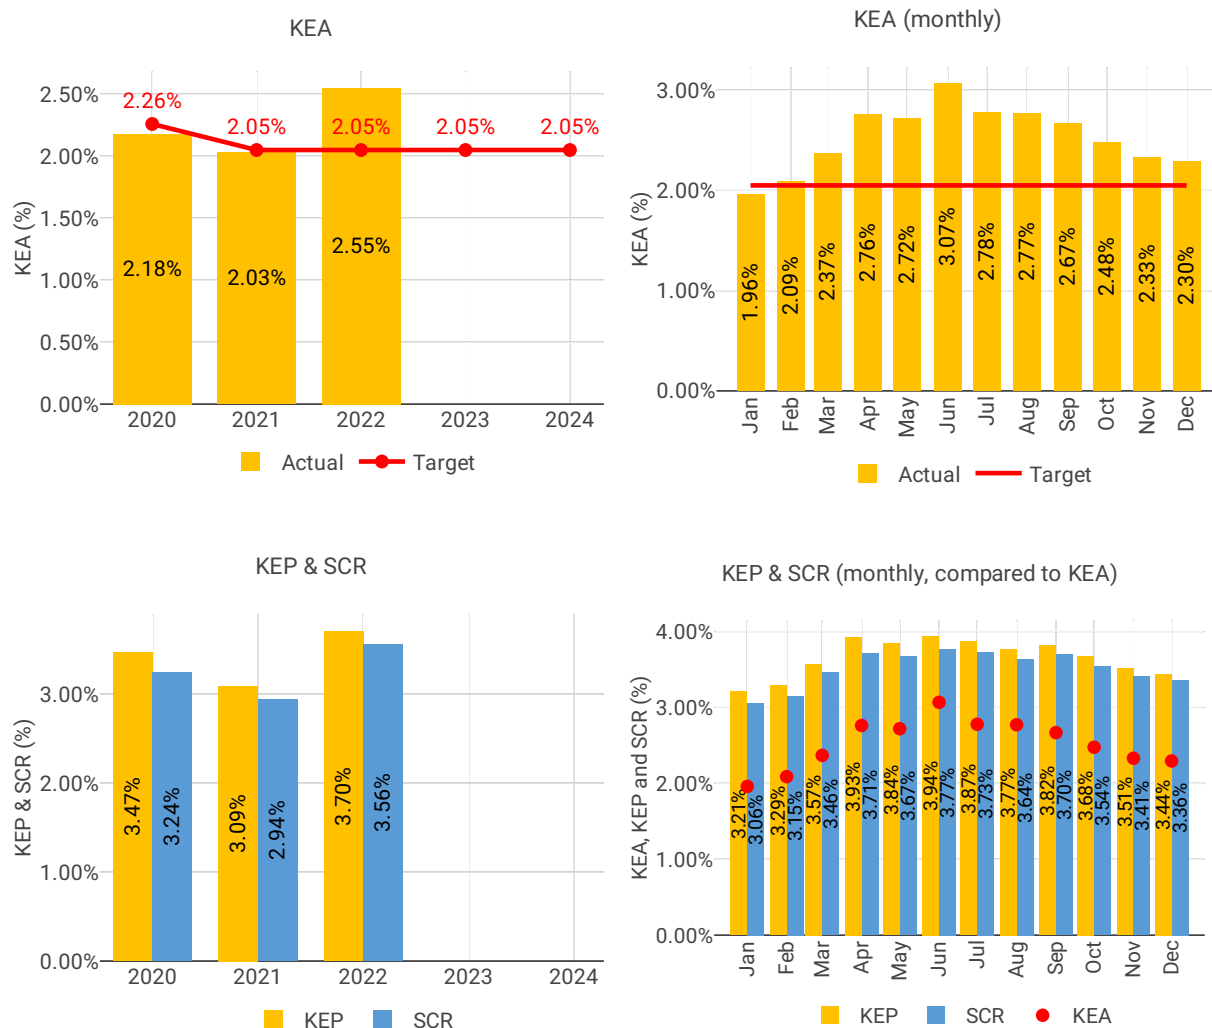 KEA
KEA (%)
2.50%
2.00%
1.50%
1.00%
0.50%
0.00%
2.26%
2.05%
2.05%
2.05%
2.05%
2.18%
2.03%
2.55%
2020
2021
2022
2023
2024
Actual
Target
KEA (monthly)
KEA (%)
3.00%
2.00%
1.00%
0.00%
1.96%
2.09%
2.37%
2.76%
2.72%
3.07%
2.78%
2.77%
2.67%
2.48%
2.33%
2.30%
Jan
Feb
Mar
Apr
May
Jun
Jul
Aug
Sep
Oct
Nov
Dec
Actual
Target
KEP & SCR
KEP & SCR (%)
3.00%
2.00%
1.00%
0.00%
3.47%
3.24%
3.09%
2.94%
3.70%
3.56%
2020
2021
2022
2023
2024
KEP
SCR
KEP & SCR (monthly, compared to KEA)
KEA, KEP and SCR (%)
4.00%
3.00%
2.00%
1.00%
0.00%
3.21%
3.06%
3.29%
3.15%
3.57%
3.46%
3.93%
3.71%
3.84%
3.67%
3.94%
3.77%
3.87%
3.73%
3.77%
3.64%
3.82%
3.70%
3.68%
3.54%
3.51%
3.41%
3.44%
3.36%
Jan
Feb
Mar
Apr
May
Jun
Jul
Aug
Sep
Oct
Nov
Dec
KEP
SCR
KEA